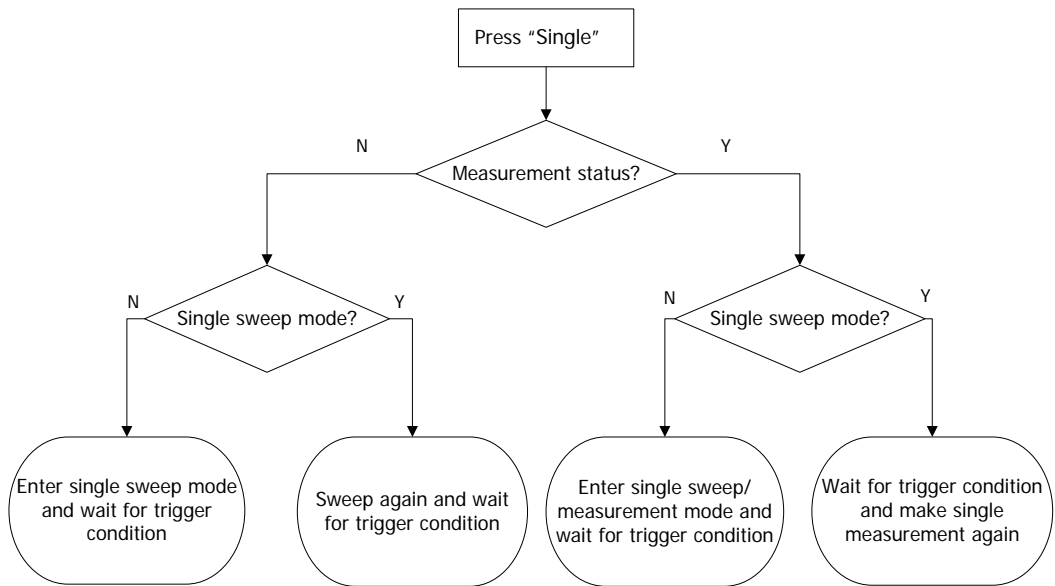 Press “Single”
N
Y
Measurement status?
N
Y
N
Y
Single sweep mode?
Single sweep mode?
Enter single sweep mode
and wait for trigger
condition
Sweep again and wait
for trigger condition
Enter single sweep/
measurement mode and
wait for trigger condition
Wait for trigger condition
and make single
measurement again